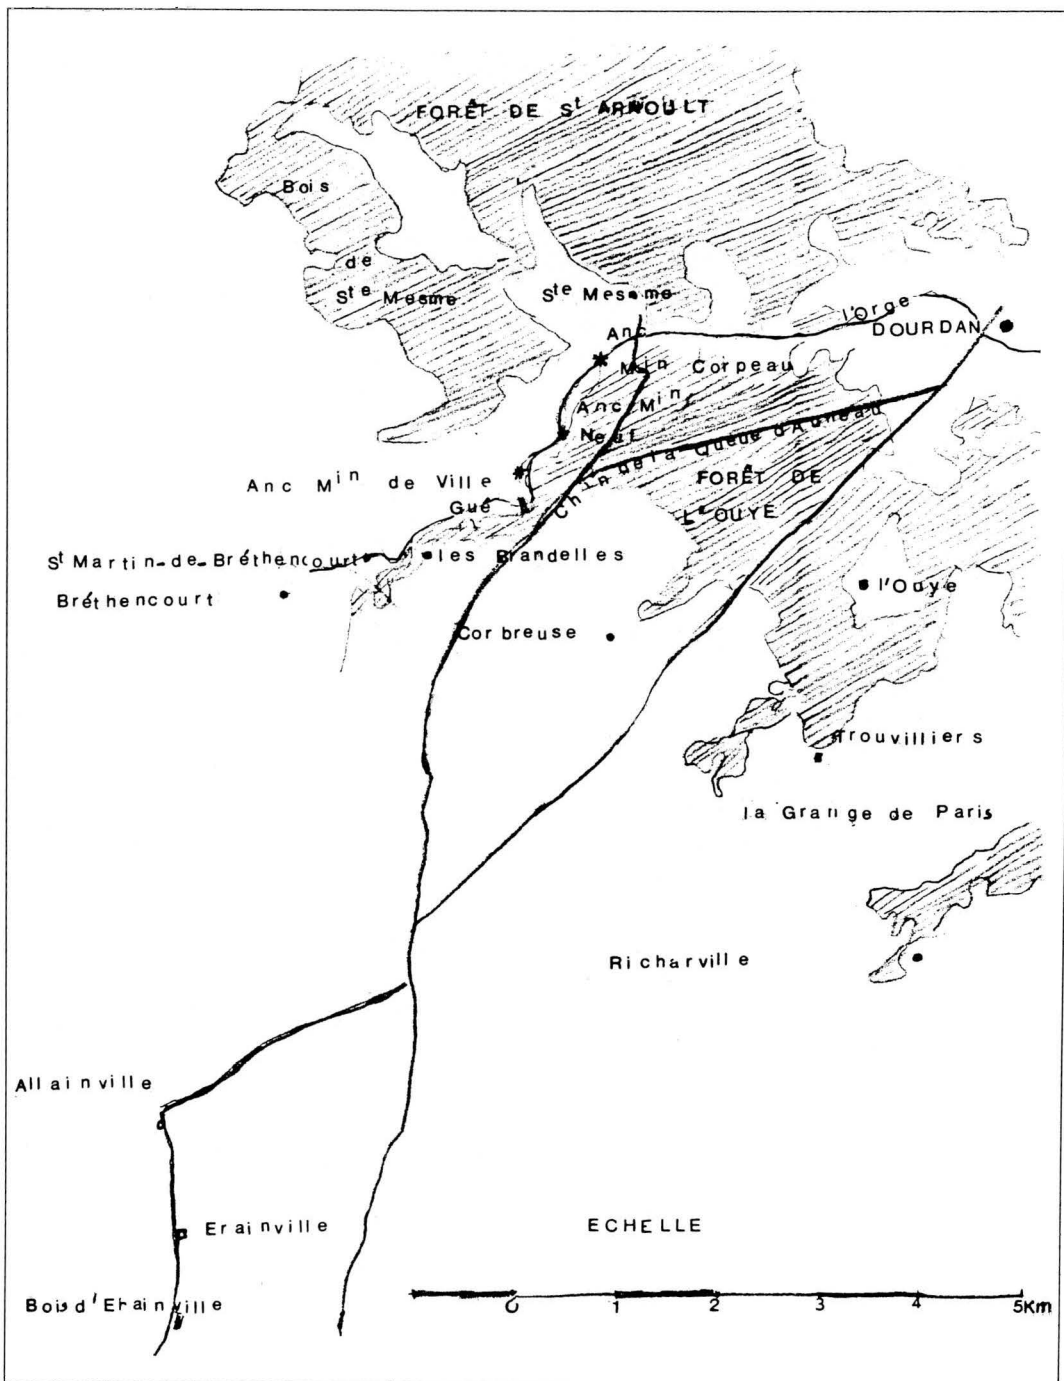 FORÊT DE Sᵗ ARNOULT
Bois
de
Sᵗᵉ Mesme
Sᵗᵉ Mesme
l'Orge
DOURDAN
Anc
Mⁱⁿ Corpeau
Anc Mⁱⁿ
Neuf
Chⁱⁿ de la Queue d'Auneau
Anc Mⁱⁿ de Ville
Gué
FORÊT DE
L'OUYE
Sᵗ Martin-de-Bréthencourt
les Brandelles
l'Ouye
Bréthencourt
Corbreuse
Trouvilliers
la Grange de Paris
Richarville
Allainville
Erainville
ECHELLE
Bois d'Erainville
0 1 2 3 4 5Km